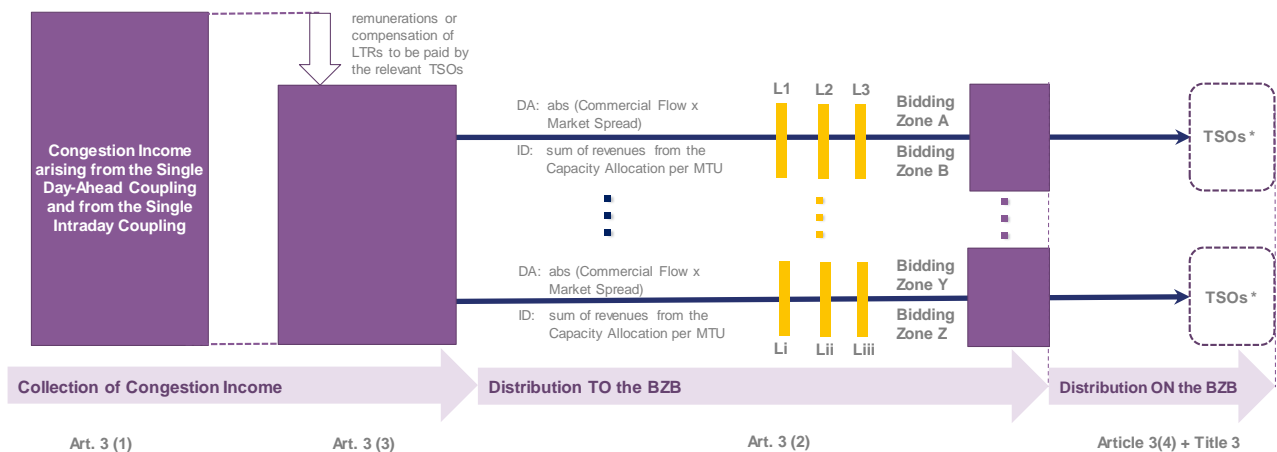 remunerations or
compensation of
LTRs to be paid by
the relevant TSOs
Congestion Income
arising from the Single
Day-Ahead Coupling
and from the Single
Intraday Coupling
DA: abs (Commercial Flow x
Market Spread)
ID: sum of revenues from the
Capacity Allocation per MTU
L1 L2 L3
Bidding
Zone A
Bidding
Zone B
TSOs *
DA: abs (Commercial Flow x
Market Spread)
ID: sum of revenues from the
Capacity Allocation per MTU
Li Lii Liii
Bidding
Zone Y
Bidding
Zone Z
TSOs *
Collection of Congestion Income
Distribution TO the BZB
Distribution ON the BZB
Art. 3 (1)
Art. 3 (3)
Art. 3 (2)
Article 3(4) + Title 3